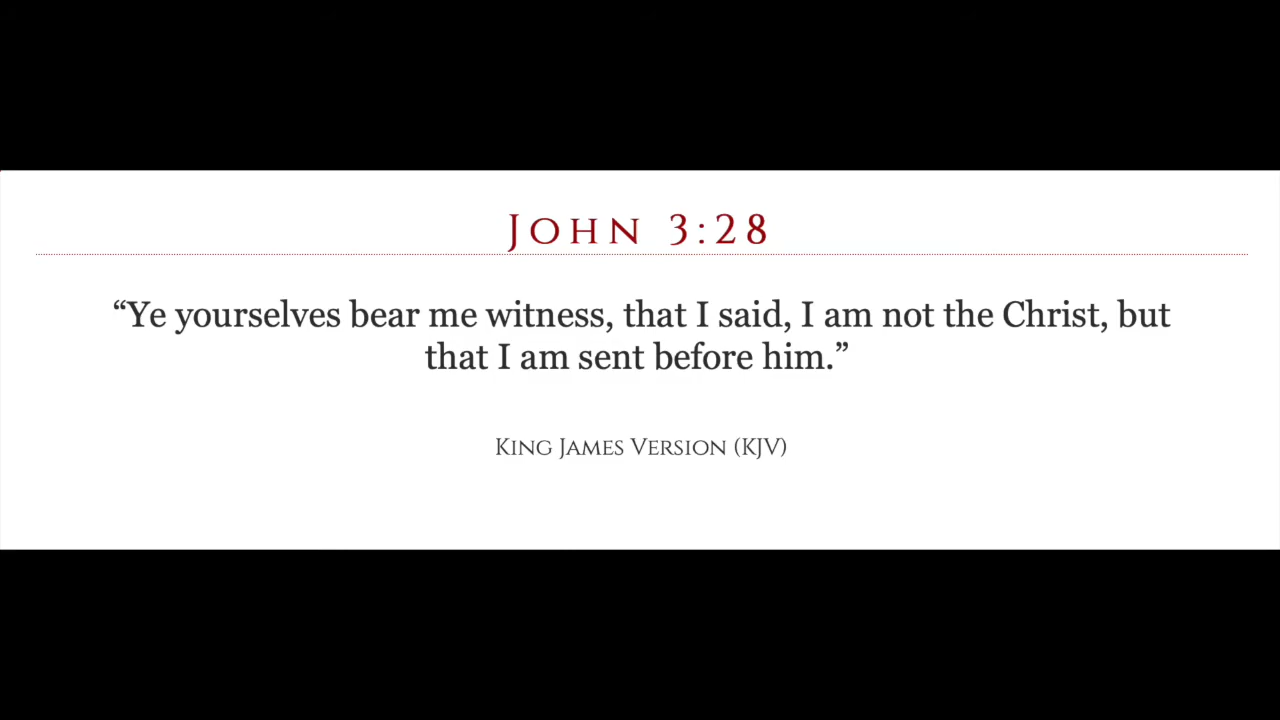 John 3:28
“Ye yourselves bear me witness, that I said, I am not the Christ, but
that I am sent before him.”
King James Version (KJV)